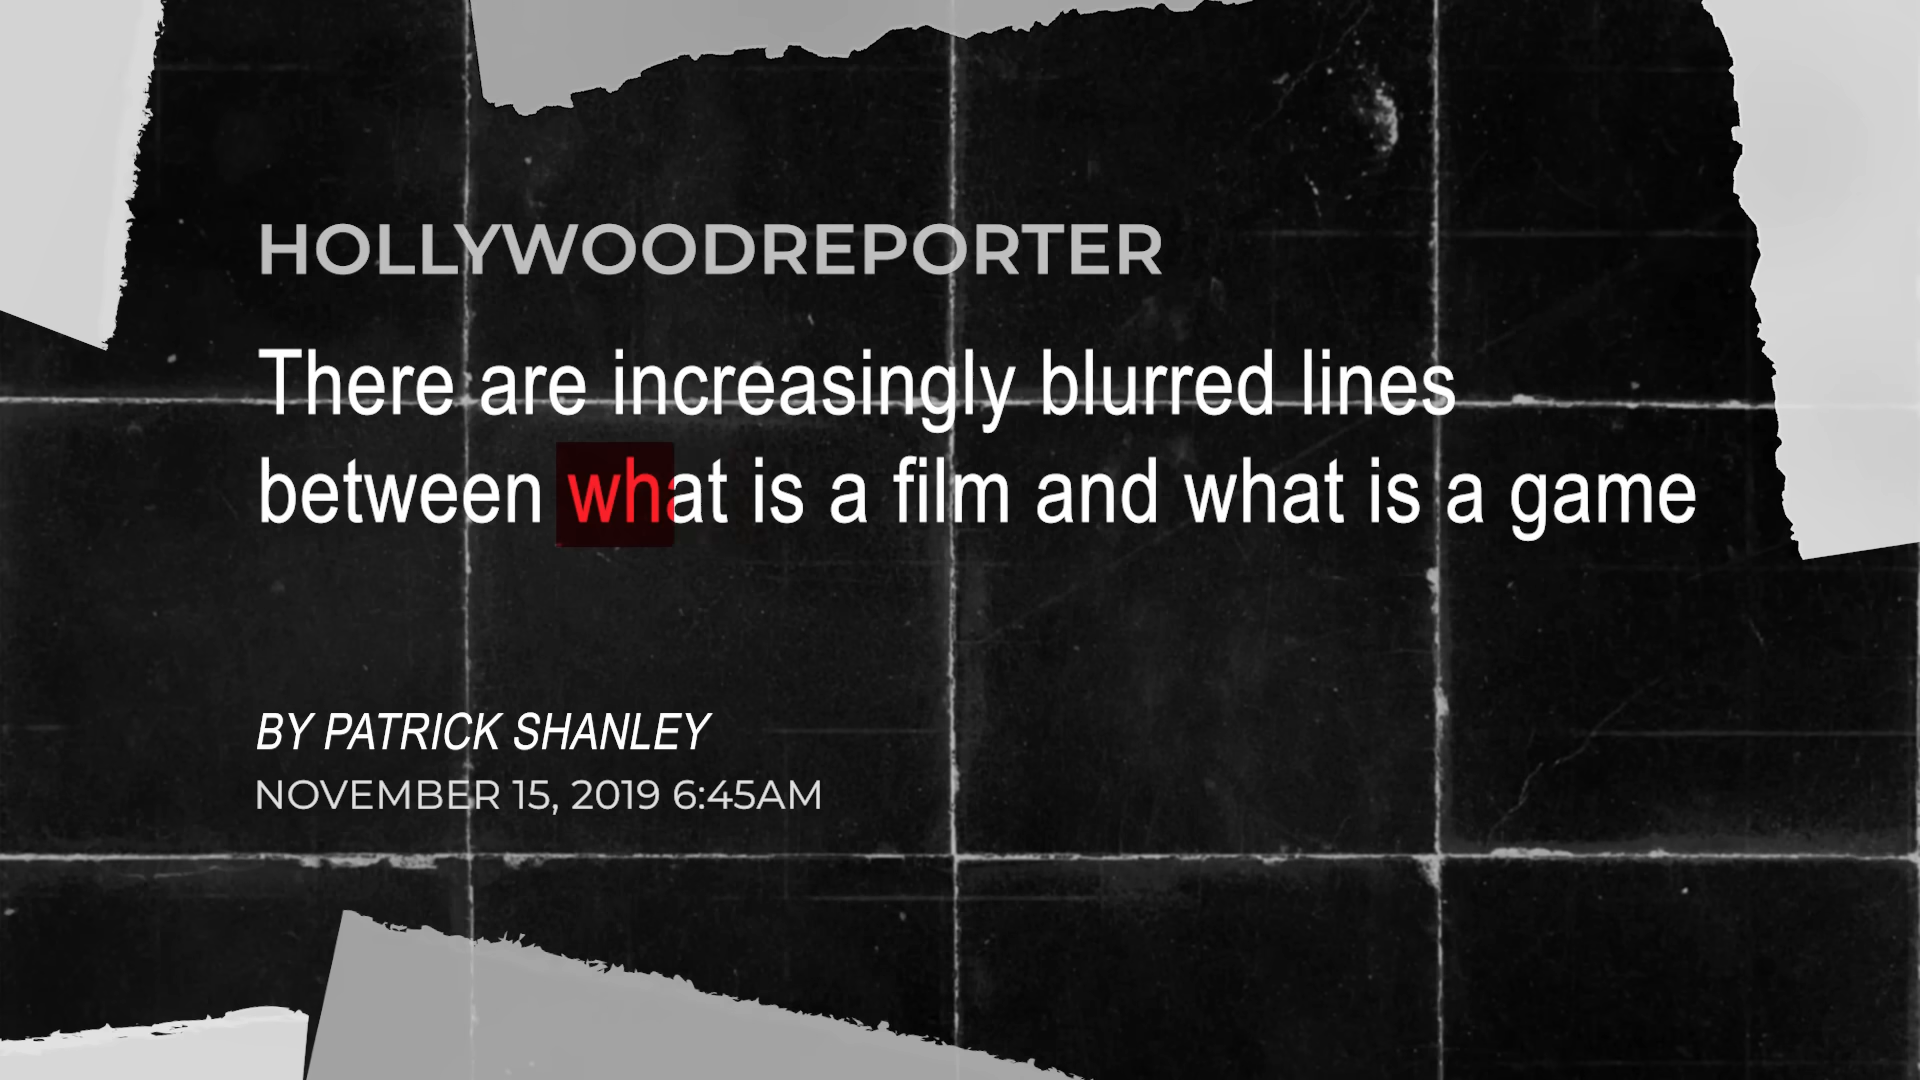 HOLLYWOODREPORTER
There are increasingly blurred lines
between what is a film and what is a game
BY PATRICK SHANLEY
NOVEMBER 15, 2019 6:45AM